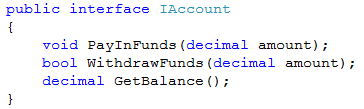 public interface IAccount
{
    void PayInFunds(decimal amount);
    bool WithdrawFunds(decimal amount);
    decimal GetBalance();
}